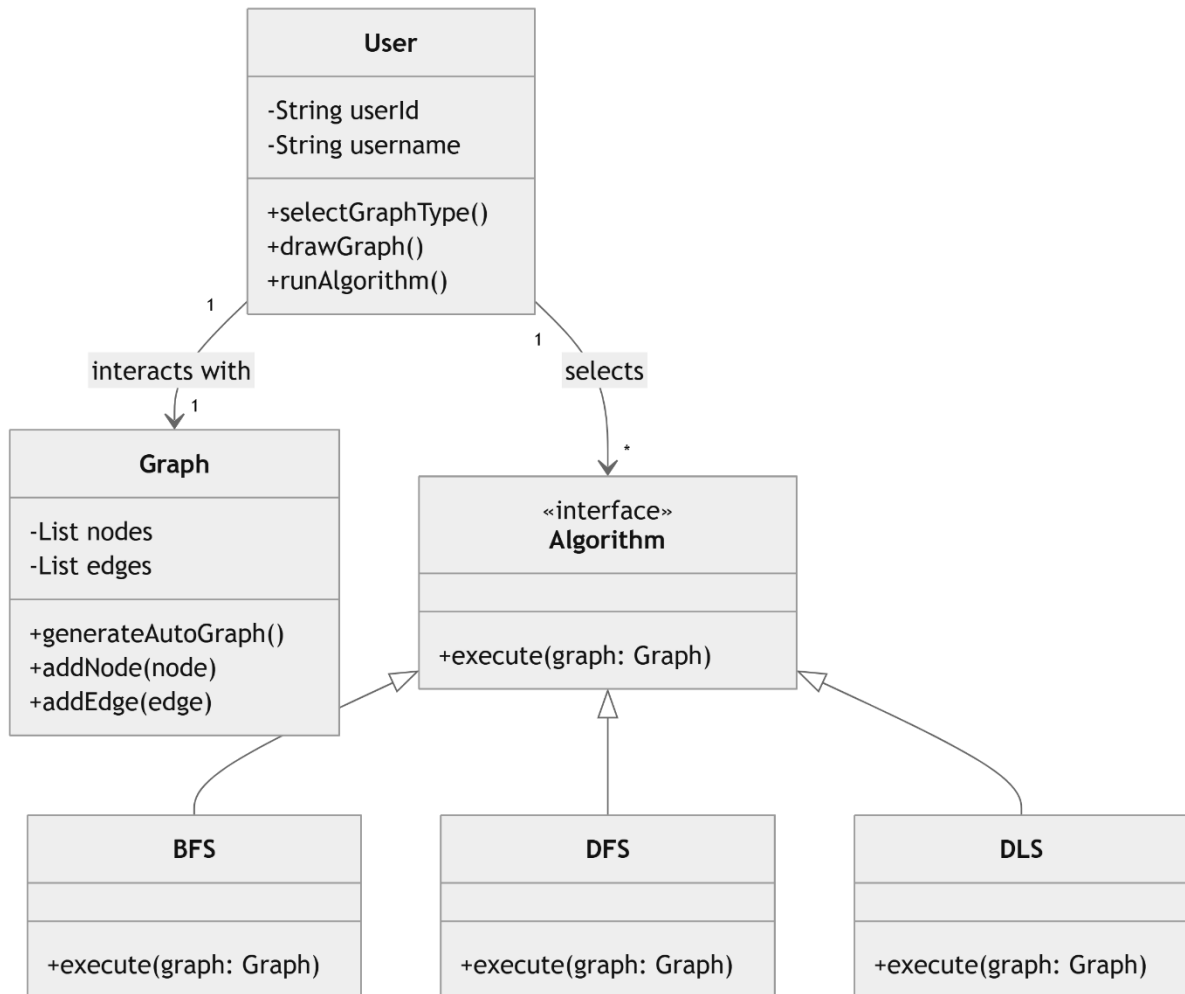 User
-String userId
-String username
+selectGraphType()
+drawGraph()
+runAlgorithm()
1
1
interacts with
selects
1
*
Graph
-List nodes
-List edges
+generateAutoGraph()
+addNode(node)
+addEdge(edge)
«interface»
Algorithm
+execute(graph: Graph)
BFS
+execute(graph: Graph)
DFS
+execute(graph: Graph)
DLS
+execute(graph: Graph)